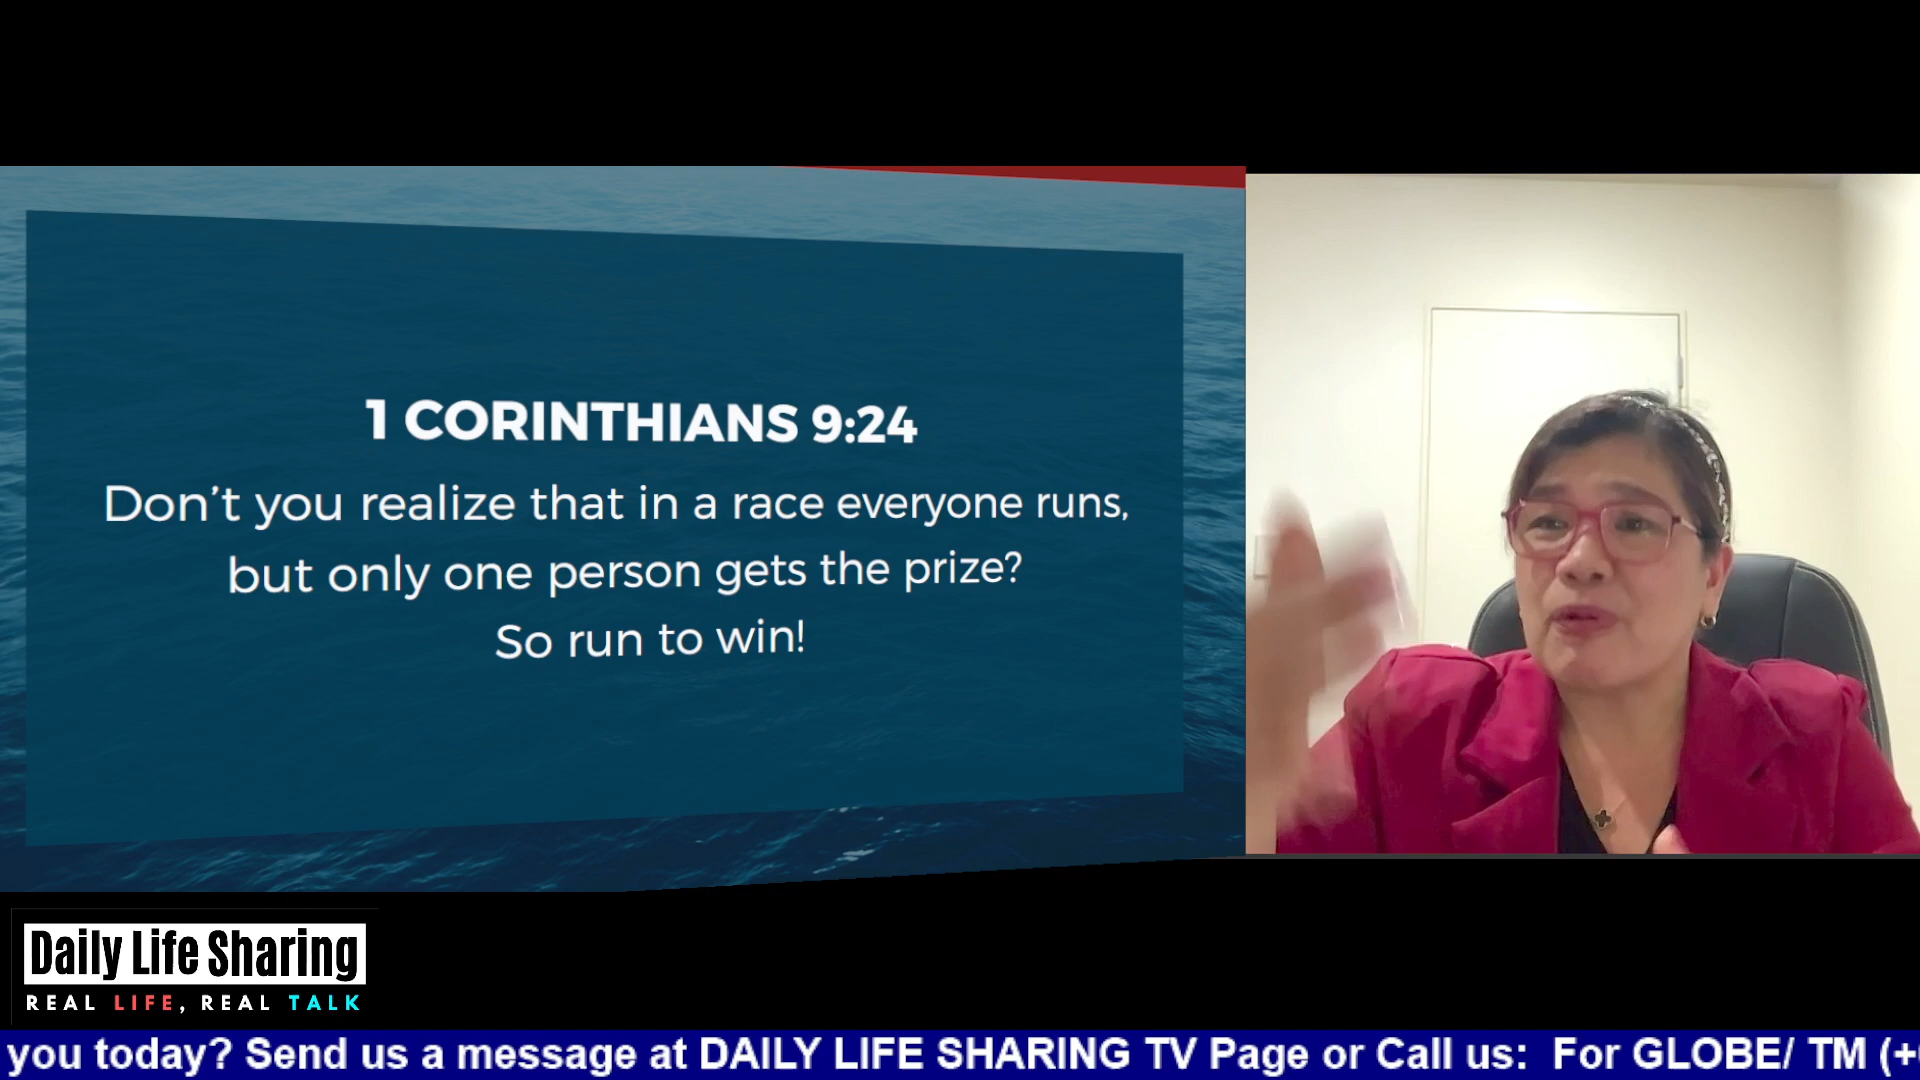 1 CORINTHIANS 9:24
Don’t you realize that in a race everyone runs,
but only one person gets the prize?
So run to win!
Daily Life Sharing
REAL LIFE, REAL TALK
you today? Send us a message at DAILY LIFE SHARING TV Page or Call us: For GLOBE/ TM (+